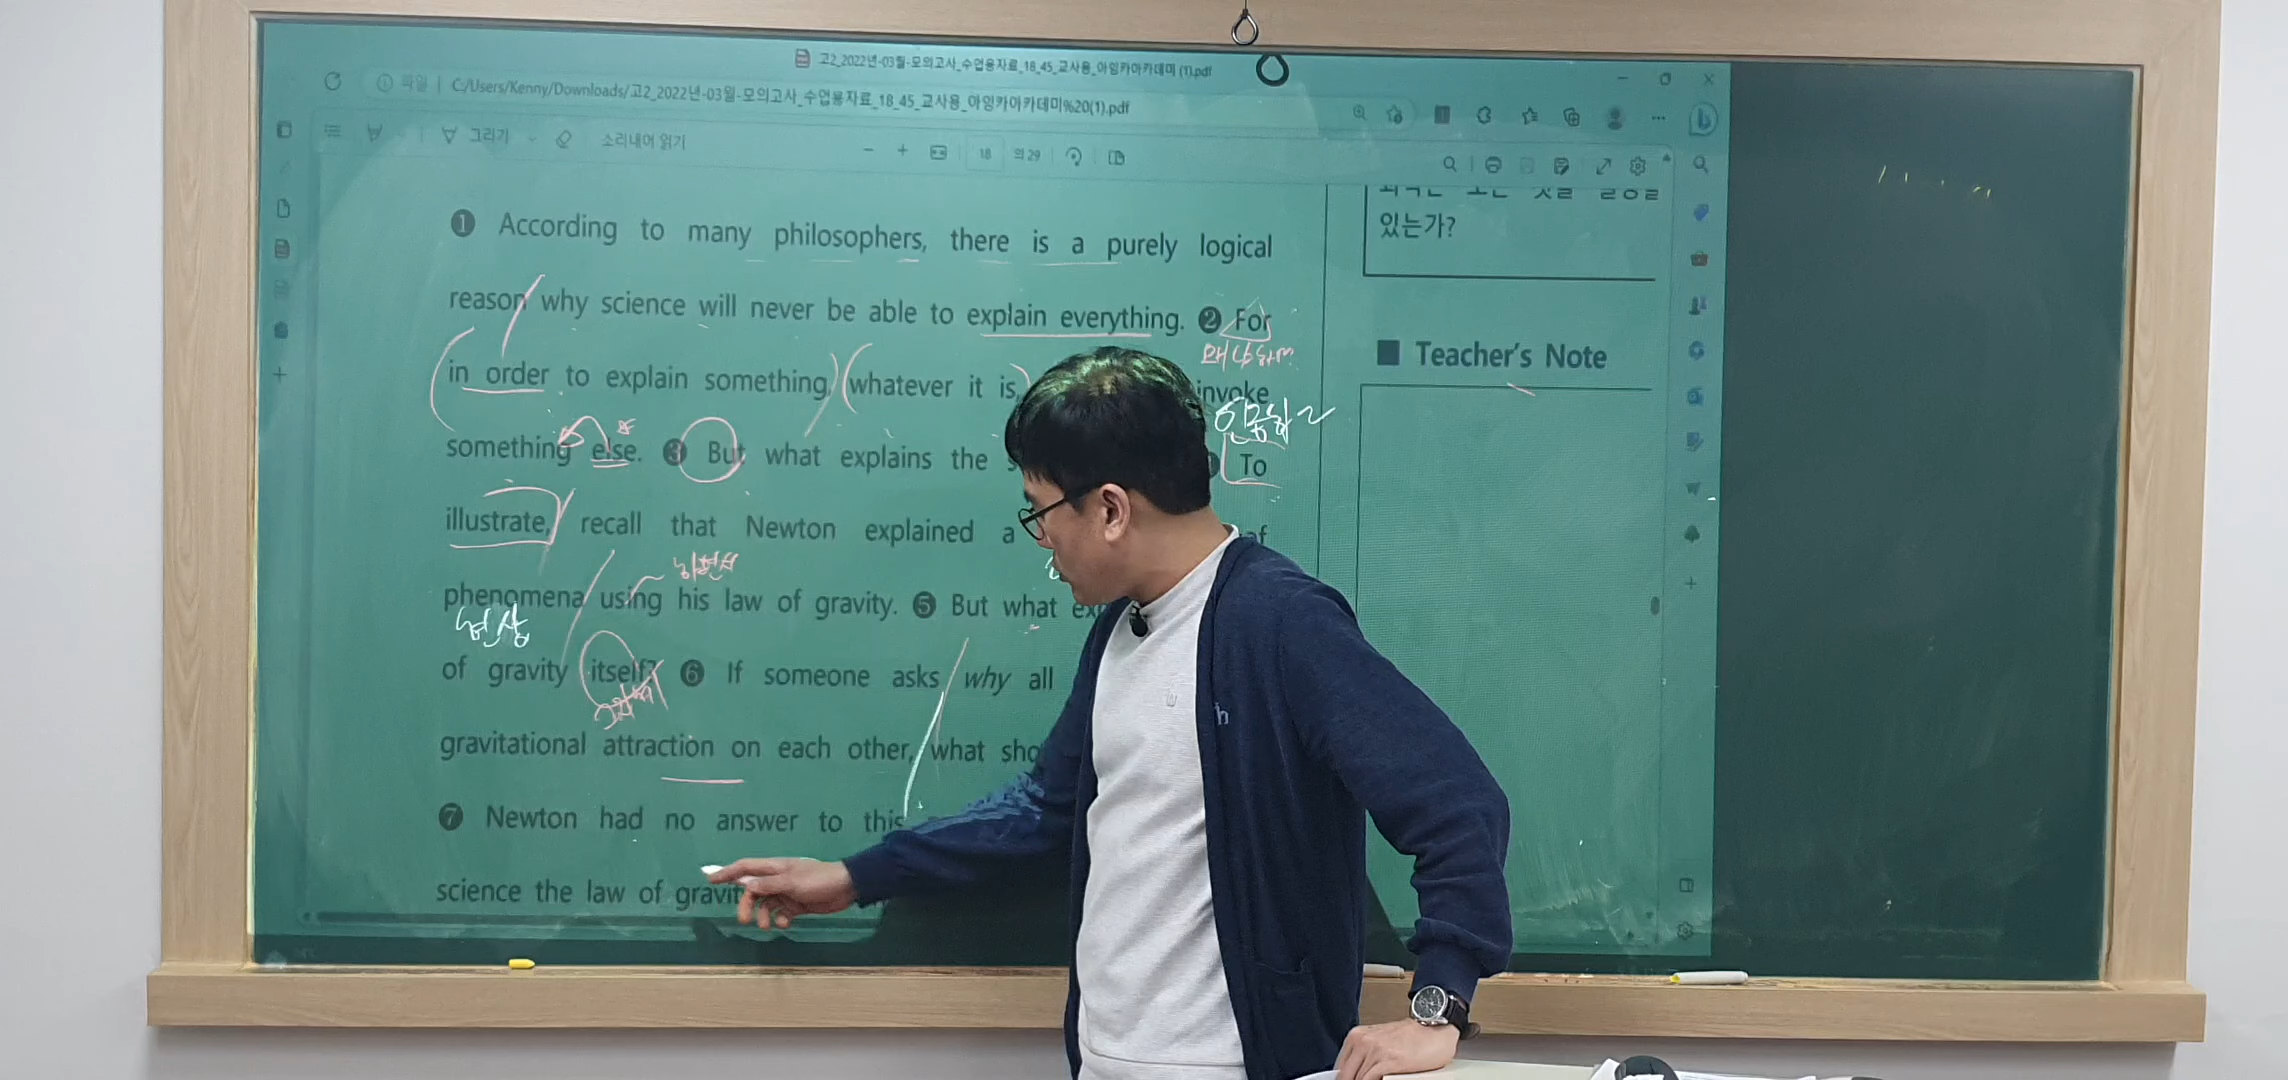 고2_2022년-03월-모의고사_수업용자료_18_45_교사용_아잉카아카데미 (1).pdf
파일 | C:/Users/Kenny/Downloads/고2_2022년-03월-모의고사_수업용자료_18_45_교사용_아잉카아카데미%20(1).pdf
그리기 소리내어 읽기 18 의 29
있는가?
❶ According to many philosophers, there is a purely logical
reason why science will never be able to explain everything. ❷ For
왜냐하면
in order to explain something, whatever it is, invoke
인용하다
something else. ❸ But what explains the To
illustrate, recall that Newton explained a
phenomena using his law of gravity. ❺ But what
현상
of gravity itself? ❻ If someone asks why all
gravitational attraction on each other, what
❼ Newton had no answer to this
science the law of
■ Teacher's Note